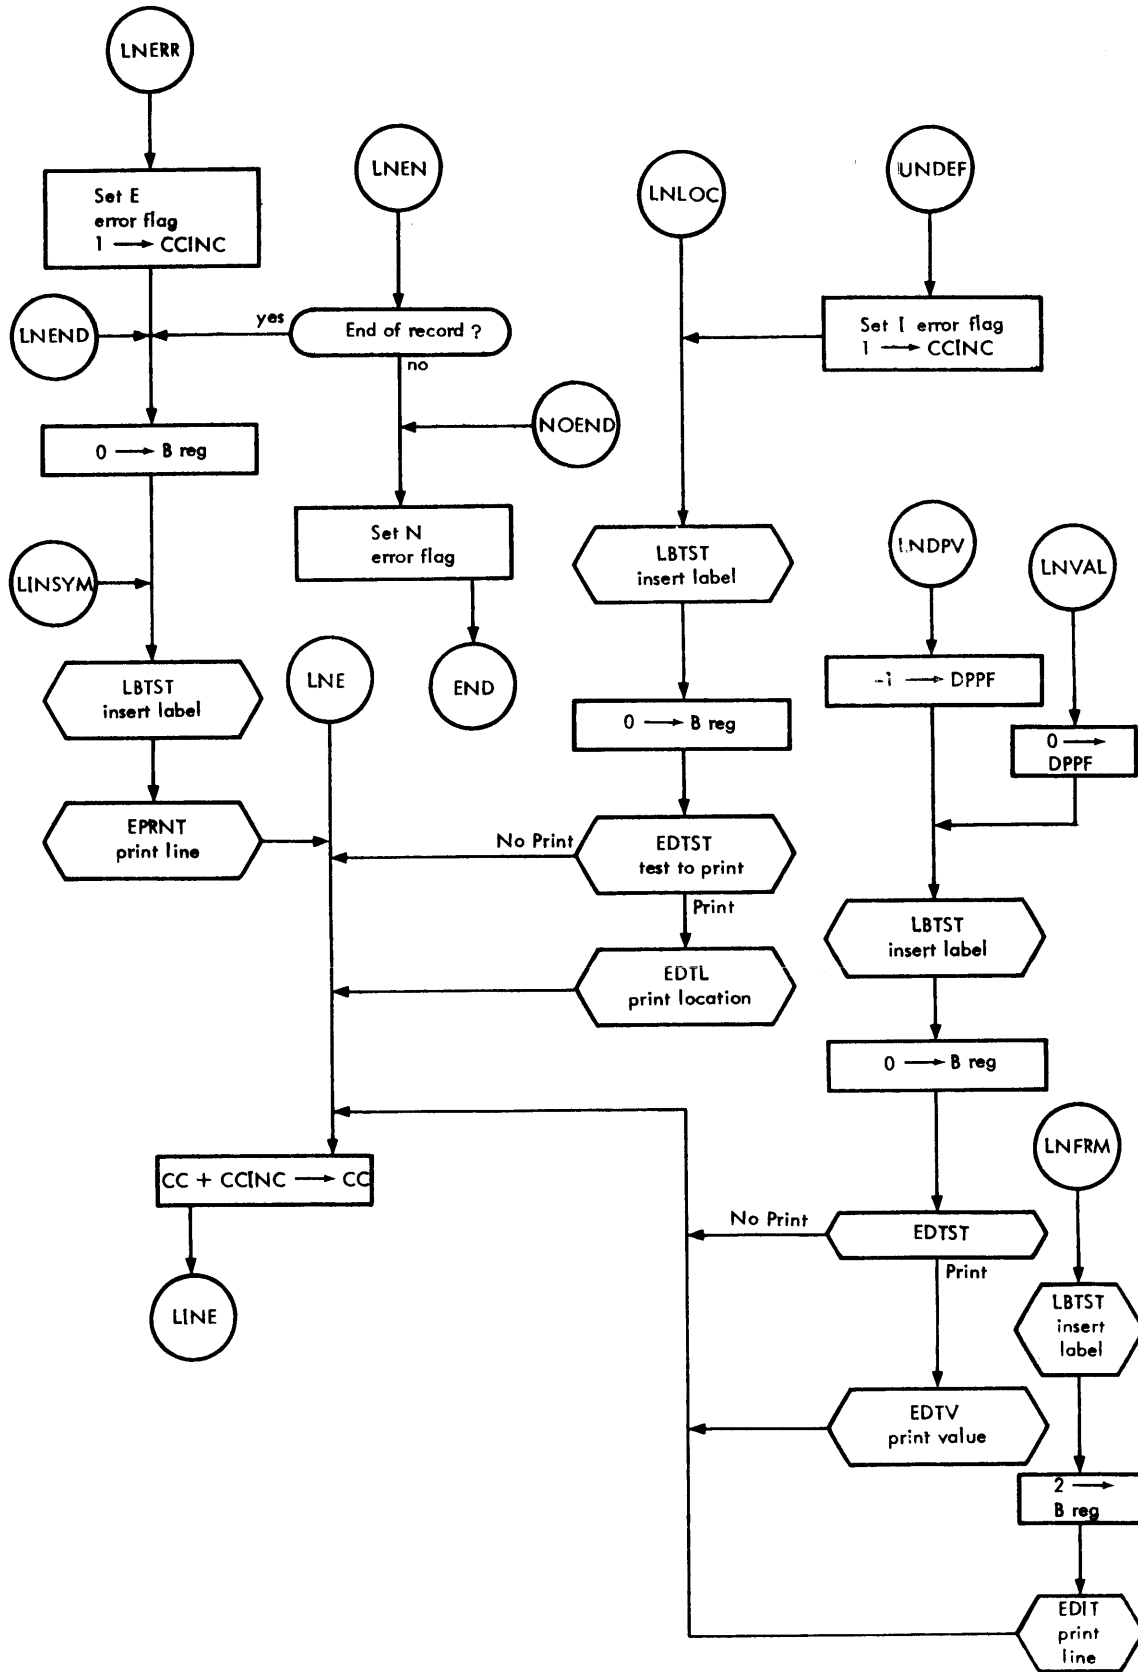 LNERR
Set E
error flag
1 → CCINC
LNEND
0 → B reg
LINSYM
LBTST
insert label
EPRNT
print line
LNEN
End of record ?
yes
no
NOEND
Set N
error flag
END
LNE
CC + CCINC → CC
LINE
LNLOC
LBTST
insert label
0 → B reg
EDTST
test to print
No Print
Print
EDTL
print location
UNDEF
Set I error flag
1 → CCINC
LNDPV
-1 → DPPF
LNVAL
0 →
DPPF
LBTST
insert label
0 → B reg
EDTST
No Print
Print
EDTV
print value
LNFRM
LBTST
insert
label
2 →
B reg
EDIT
print
line